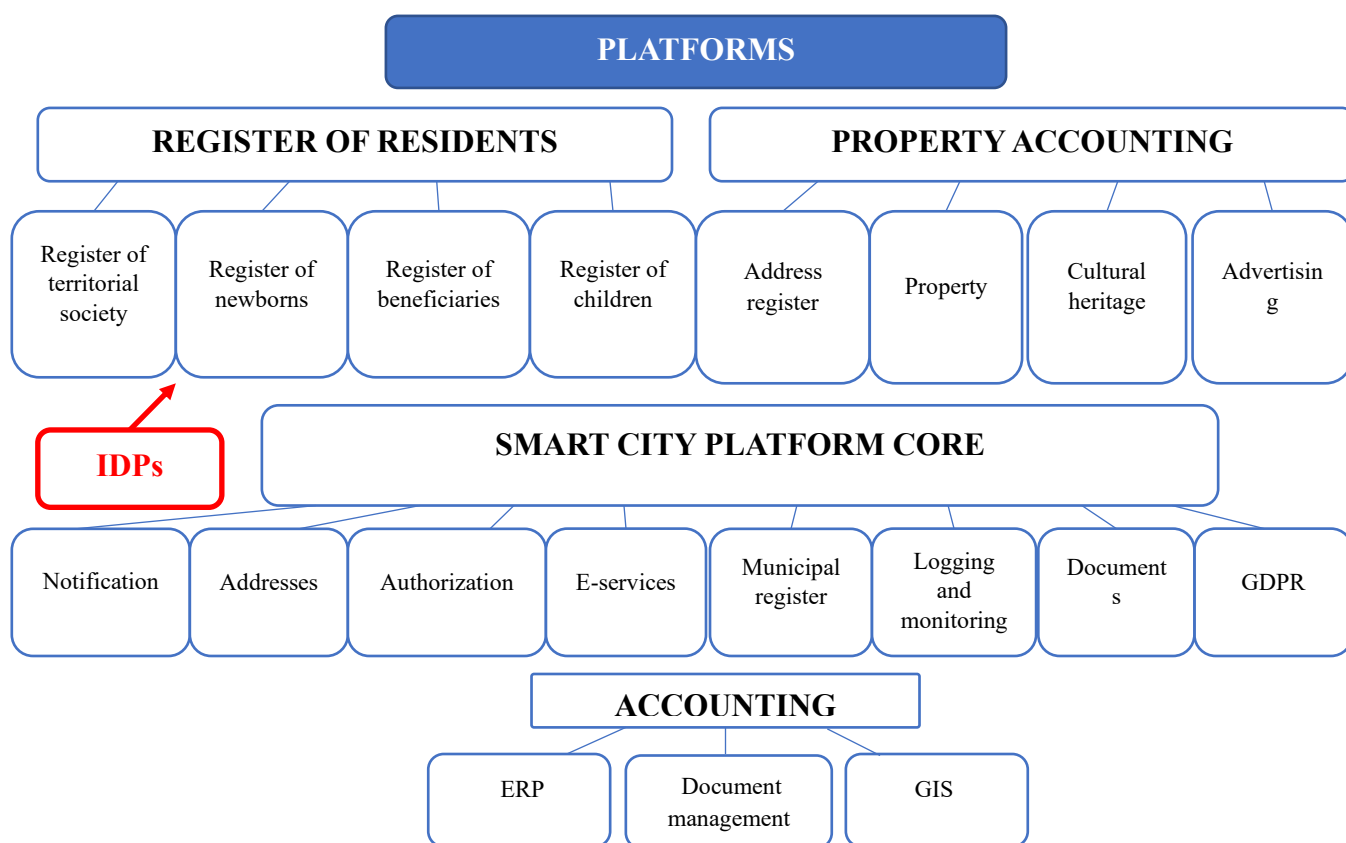 PLATFORMS
REGISTER OF RESIDENTS
PROPERTY ACCOUNTING
Register of
territorial
society
Register of
newborns
Register of
beneficiaries
Register of
children
Address
register
Property
Cultural
heritage
Advertisin
g
IDPs
SMART CITY PLATFORM CORE
Notification
Addresses
Authorization
E-services
Municipal
register
Logging
and
monitoring
Document
s
GDPR
ACCOUNTING
ERP
Document
management
GIS